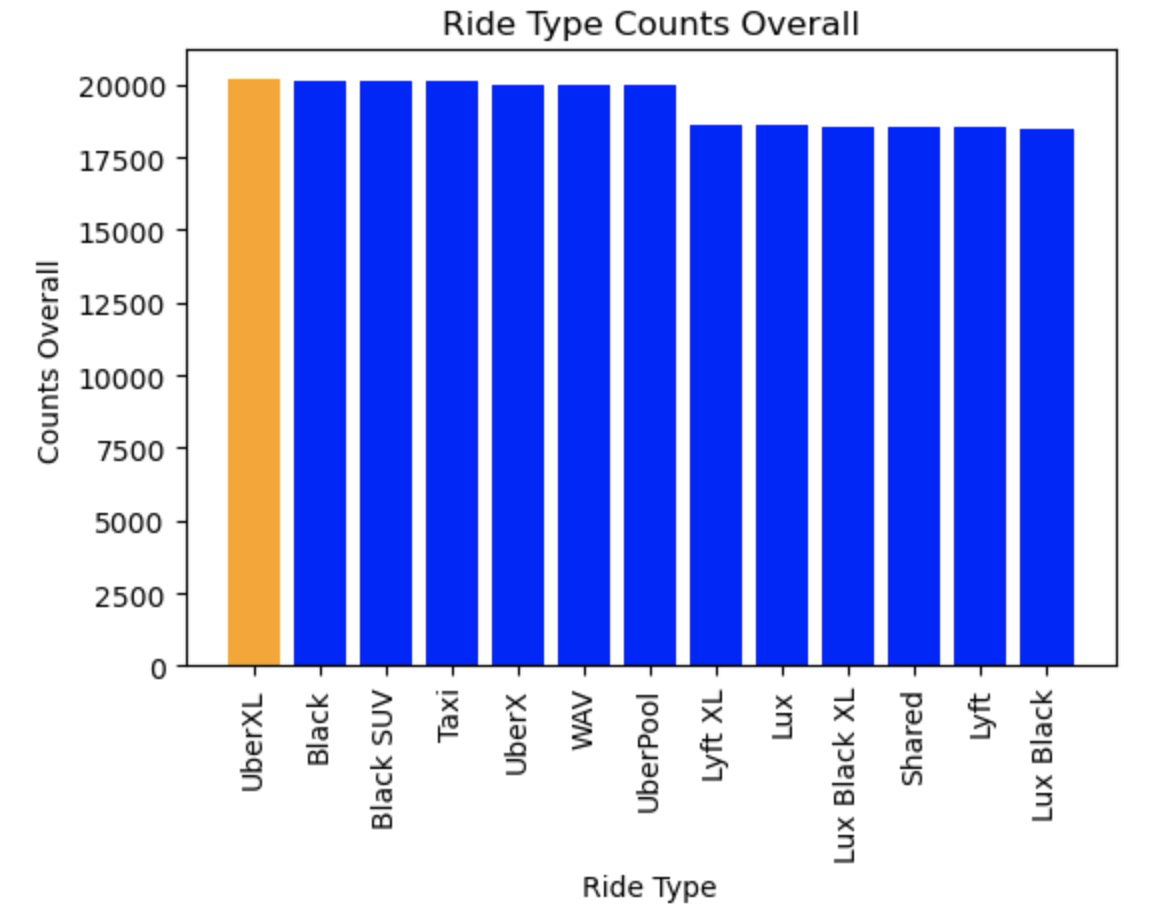 Ride Type Counts Overall
Counts Overall
20000
17500
15000
12500
10000
7500
5000
2500
0
UberXL
Black
Black SUV
Taxi
UberX
WAV
UberPool
Lyft XL
Lux
Lux Black XL
Shared
Lyft
Lux Black
Ride Type